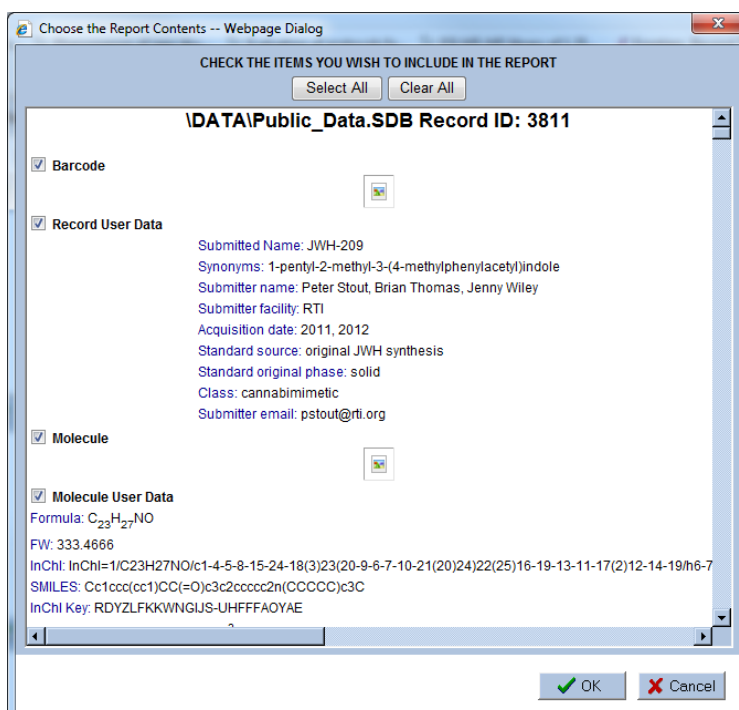 Choose the Report Contents -- Webpage Dialog
CHECK THE ITEMS YOU WISH TO INCLUDE IN THE REPORT
Select All Clear All
\DATA\Public_Data.SDB Record ID: 3811
Barcode
Record User Data
Submitted Name: JWH-209
Synonyms: 1-pentyl-2-methyl-3-(4-methylphenylacetyl)indole
Submitter name: Peter Stout, Brian Thomas, Jenny Wiley
Submitter facility: RTI
Acquisition date: 2011, 2012
Standard source: original JWH synthesis
Standard original phase: solid
Class: cannabimimetic
Submitter email: pstout@rti.org
Molecule
Molecule User Data
Formula: C23H27NO
FW: 333.4666
InChI: InChI=1/C23H27NO/c1-4-5-8-15-24-18(3)23(20-9-6-7-10-21(20)24)22(25)16-19-13-11-17(2)12-14-19/h6-7
SMILES: Cc1ccc(cc1)CC(=O)c3c2ccccc2n(CCCCC)c3C
InChI Key: RDYZLFKKWNGIJS-UHFFFAOYAE
OK Cancel